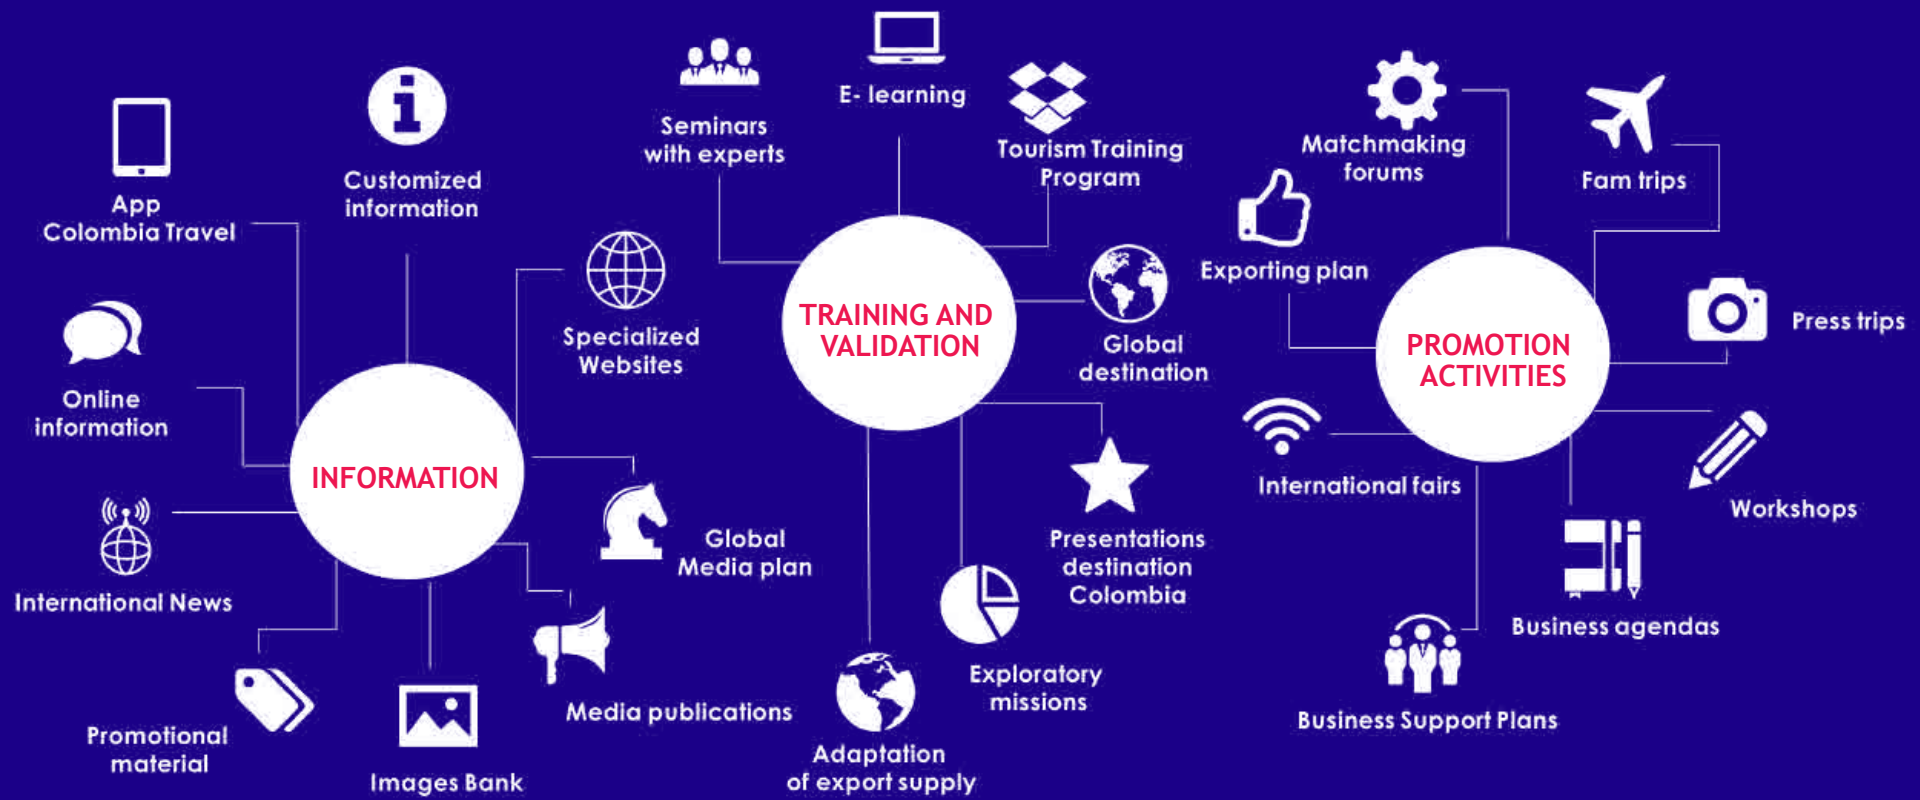 App
Colombia Travel
Customized
information
Online
information
Specialized
Websites
INFORMATION
International News
Global
Media plan
Promotional
material
Images Bank
Media publications
Seminars
with experts
E- learning
Tourism Training
Program
TRAINING AND
VALIDATION
Global
destination
Presentations
destination
Colombia
Exploratory
missions
Adaptation
of export supply
Matchmaking
forums
Fam trips
Exporting plan
PROMOTION
ACTIVITIES
Press trips
International fairs
Workshops
Business agendas
Business Support Plans